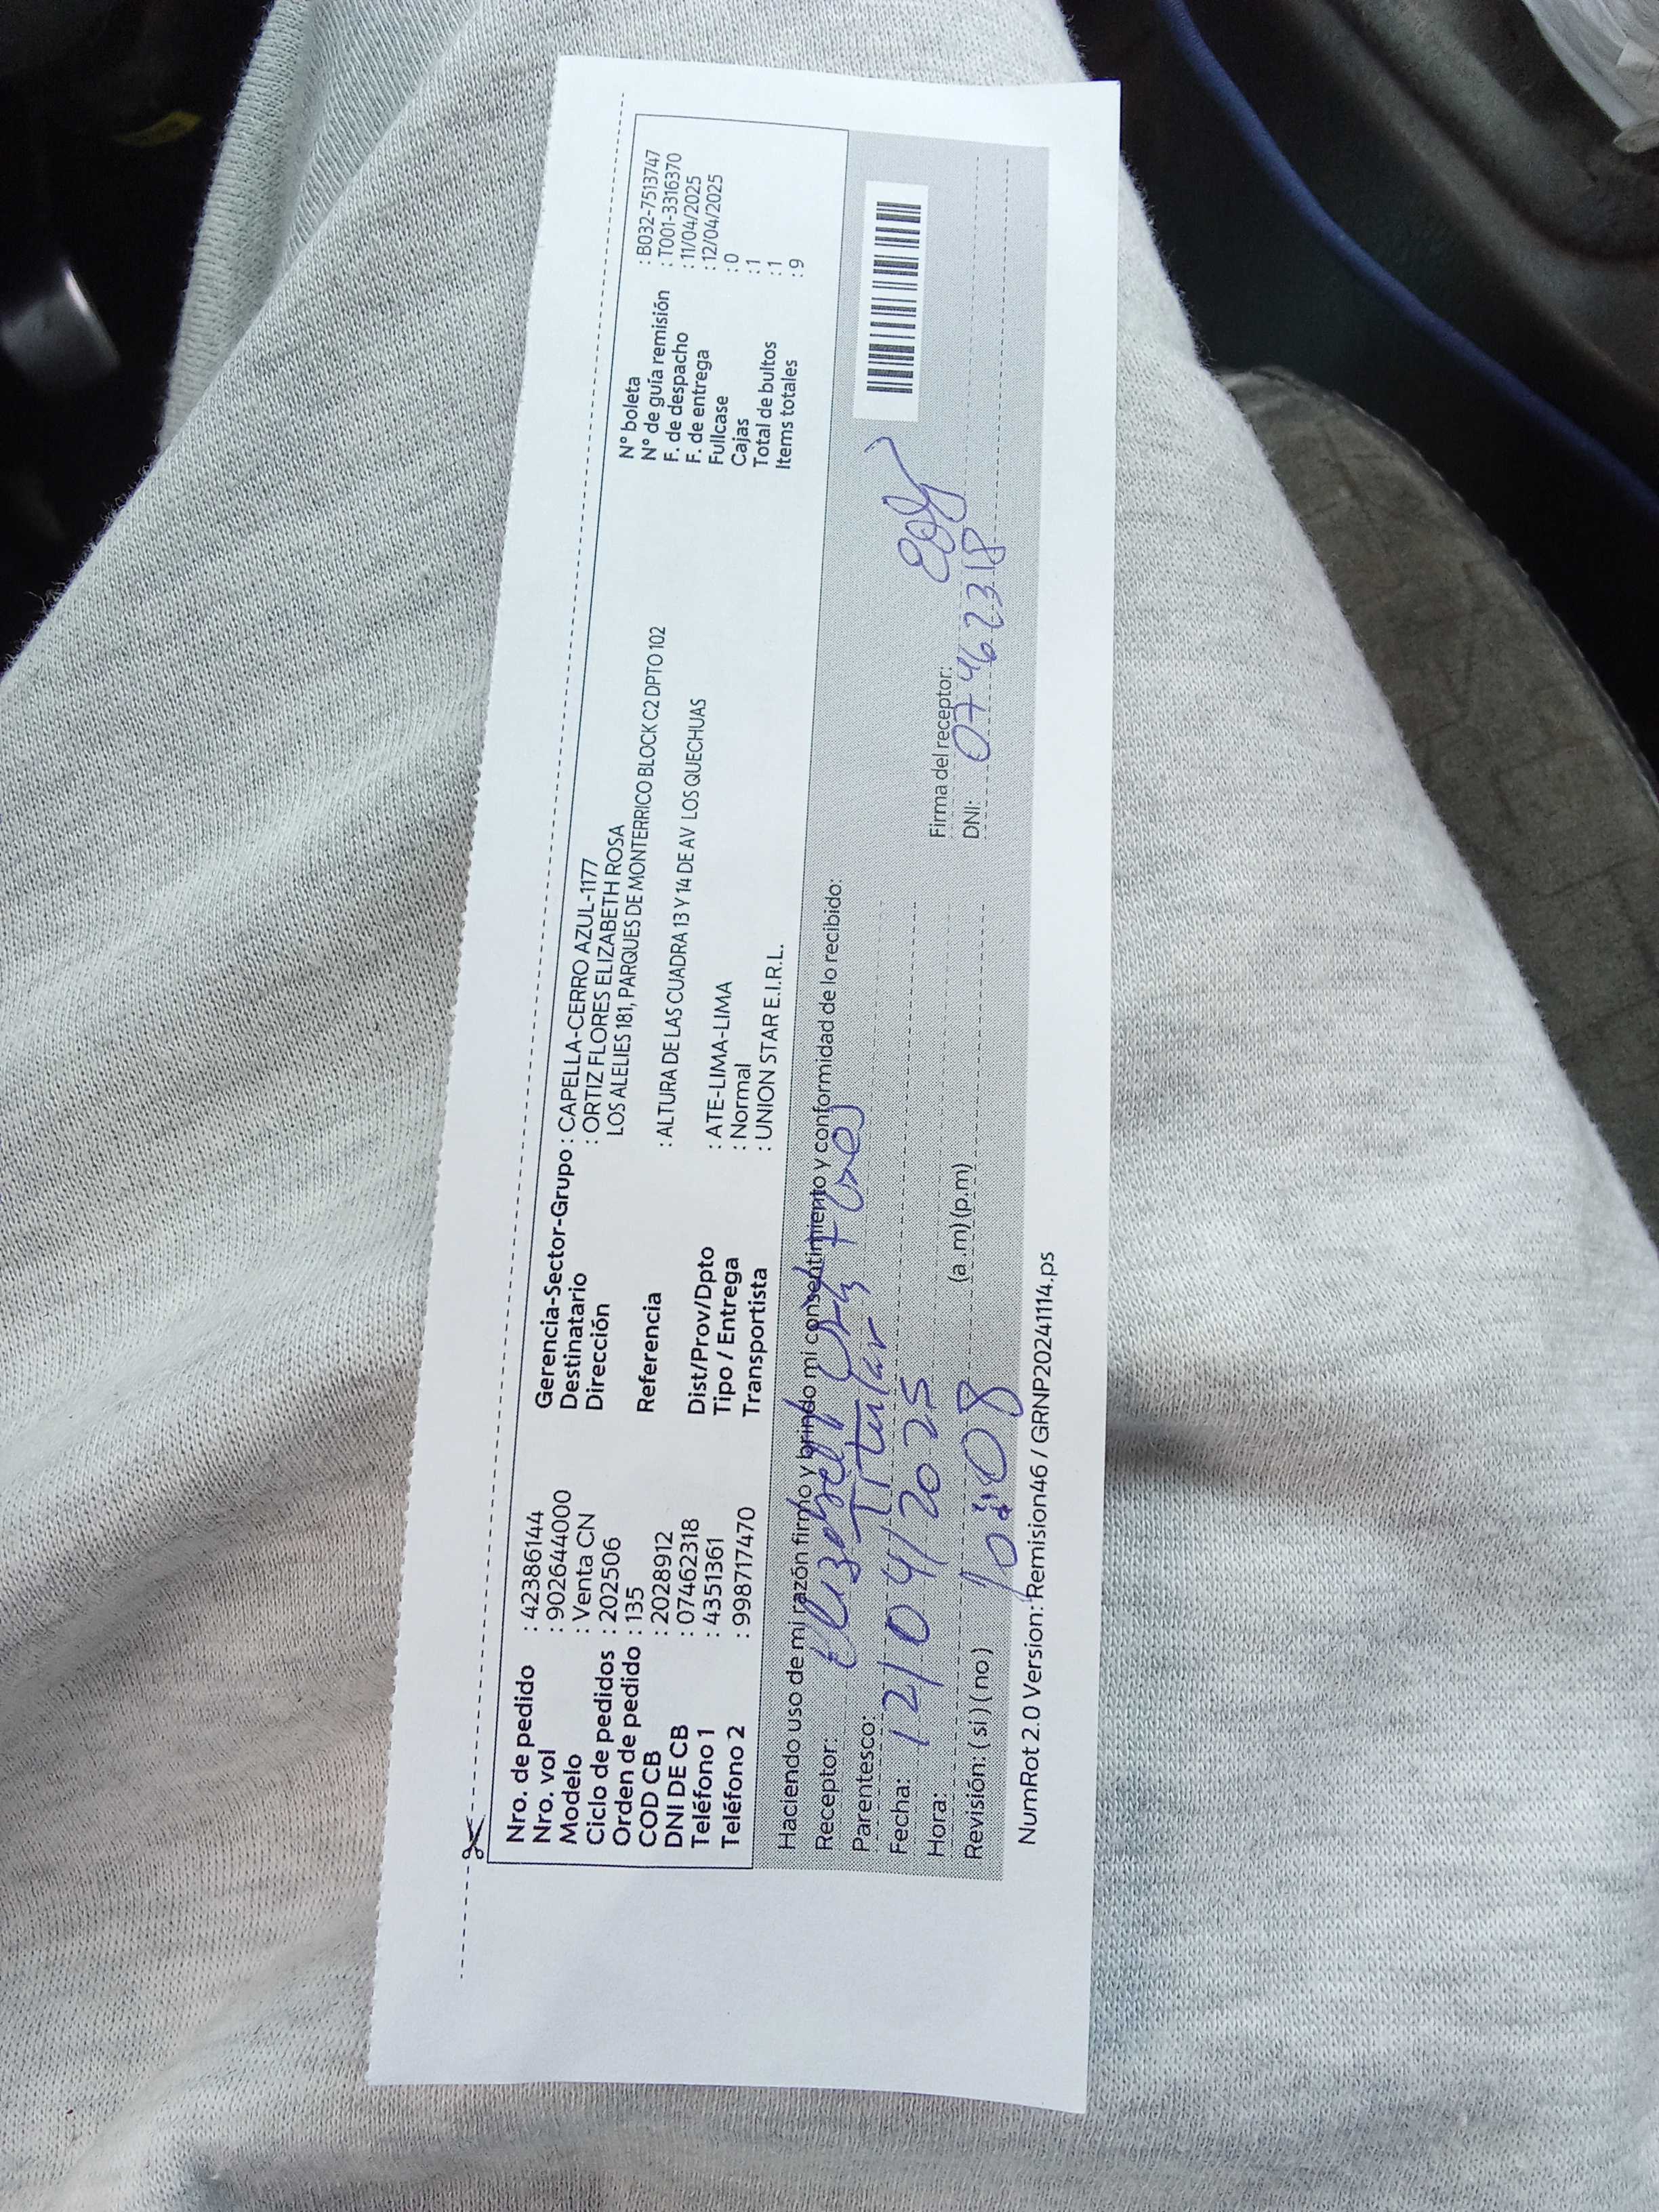 Nro. de pedido : 42386144
Nro. vol : 902644000
Modelo : Venta CN
Ciclo de pedidos : 202506
Orden de pedido : 135
COD CB : 2028912
DNI DE CB : 07462318
Teléfono 1 : 4351361
Teléfono 2 : 998717470
Gerencia-Sector-Grupo : CAPELLA-CERRO AZUL-1177
Destinatario : ORTIZ FLORES ELIZABETH ROSA
Dirección LOS ALELIES 181, PARQUES DE MONTERRICO BLOCK C2 DPTO 102
Referencia : ALTURA DE LAS CUADRA 13 Y 14 DE AV LOS QUECHUAS
Dist/Prov/Dpto : ATE-LIMA-LIMA
Tipo / Entrega : Normal
Transportista : UNION STAR E.I.R.L.
N° boleta : B032-7513747
N° de guía remisión : T001-3316370
F. de despacho : 11/04/2025
F. de entrega : 12/04/2025
Fullcase : 0
Cajas : 1
Total de bultos : 1
Items totales : 9
Haciendo uso de mi razón firmo y brindo mi consentimiento y conformidad de lo recibido:
Receptor: Elizabeth Ortiz Flores
Parentesco: Titular
Fecha: 12/04/2025
Hora: 10:08 (a.m) (p.m)
Revisión: (si) (no)
Firma del receptor:
DNI: 07462318
NumRot 2.0 Version: Remision46 / GRNP20241114.ps